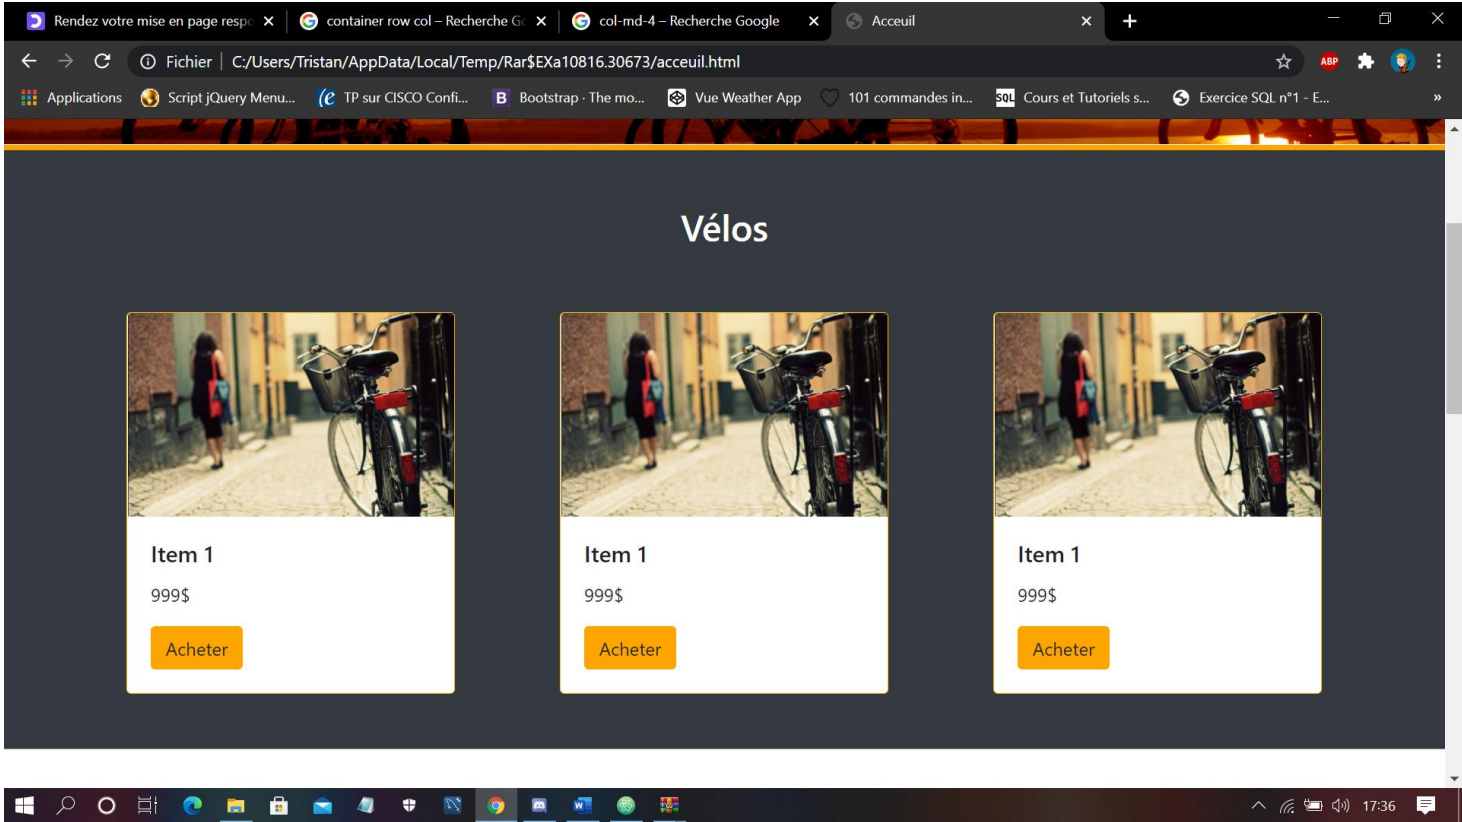 Rendez votre mise en page resp
container row col – Recherche G
col-md-4 – Recherche Google
Acceuil
Fichier
C:/Users/Tristan/AppData/Local/Temp/Rar$EXa10816.30673/acceuil.html
ABP
Applications
Script jQuery Menu...
TP sur CISCO Confi...
B
Bootstrap · The mo...
Vue Weather App
101 commandes in...
SQL
Cours et Tutoriels s...
Exercice SQL n°1 - E...
»
Vélos
Item 1
999$
Acheter
Item 1
999$
Acheter
Item 1
999$
Acheter
17:36